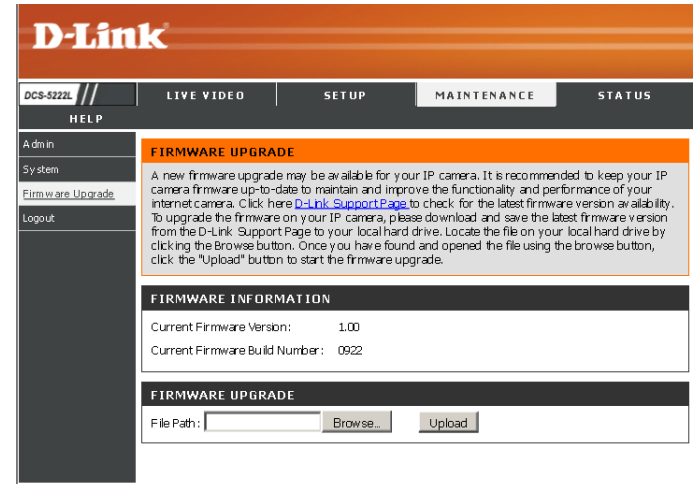 D-Link
DCS-5222L LIVE VIDEO SETUP MAINTENANCE STATUS
HELP
Admin
System
Firmware Upgrade
Logout
FIRMWARE UPGRADE
A new firmware upgrade may be available for your IP camera. It is recommended to keep your IP
camera firmware up-to-date to maintain and improve the functionality and performance of your
internet camera. Click here D-Link Support Page to check for the latest firmware version availability.
To upgrade the firmware on your IP camera, please download and save the latest firmware version
from the D-Link Support Page to your local hard drive. Locate the file on your local hard drive by
clicking the Browse button. Once you have found and opened the file using the browse button,
click the "Upload" button to start the firmware upgrade.
FIRMWARE INFORMATION
Current Firmware Version: 1.00
Current Firmware Build Number: 0922
FIRMWARE UPGRADE
File Path: Browse... Upload